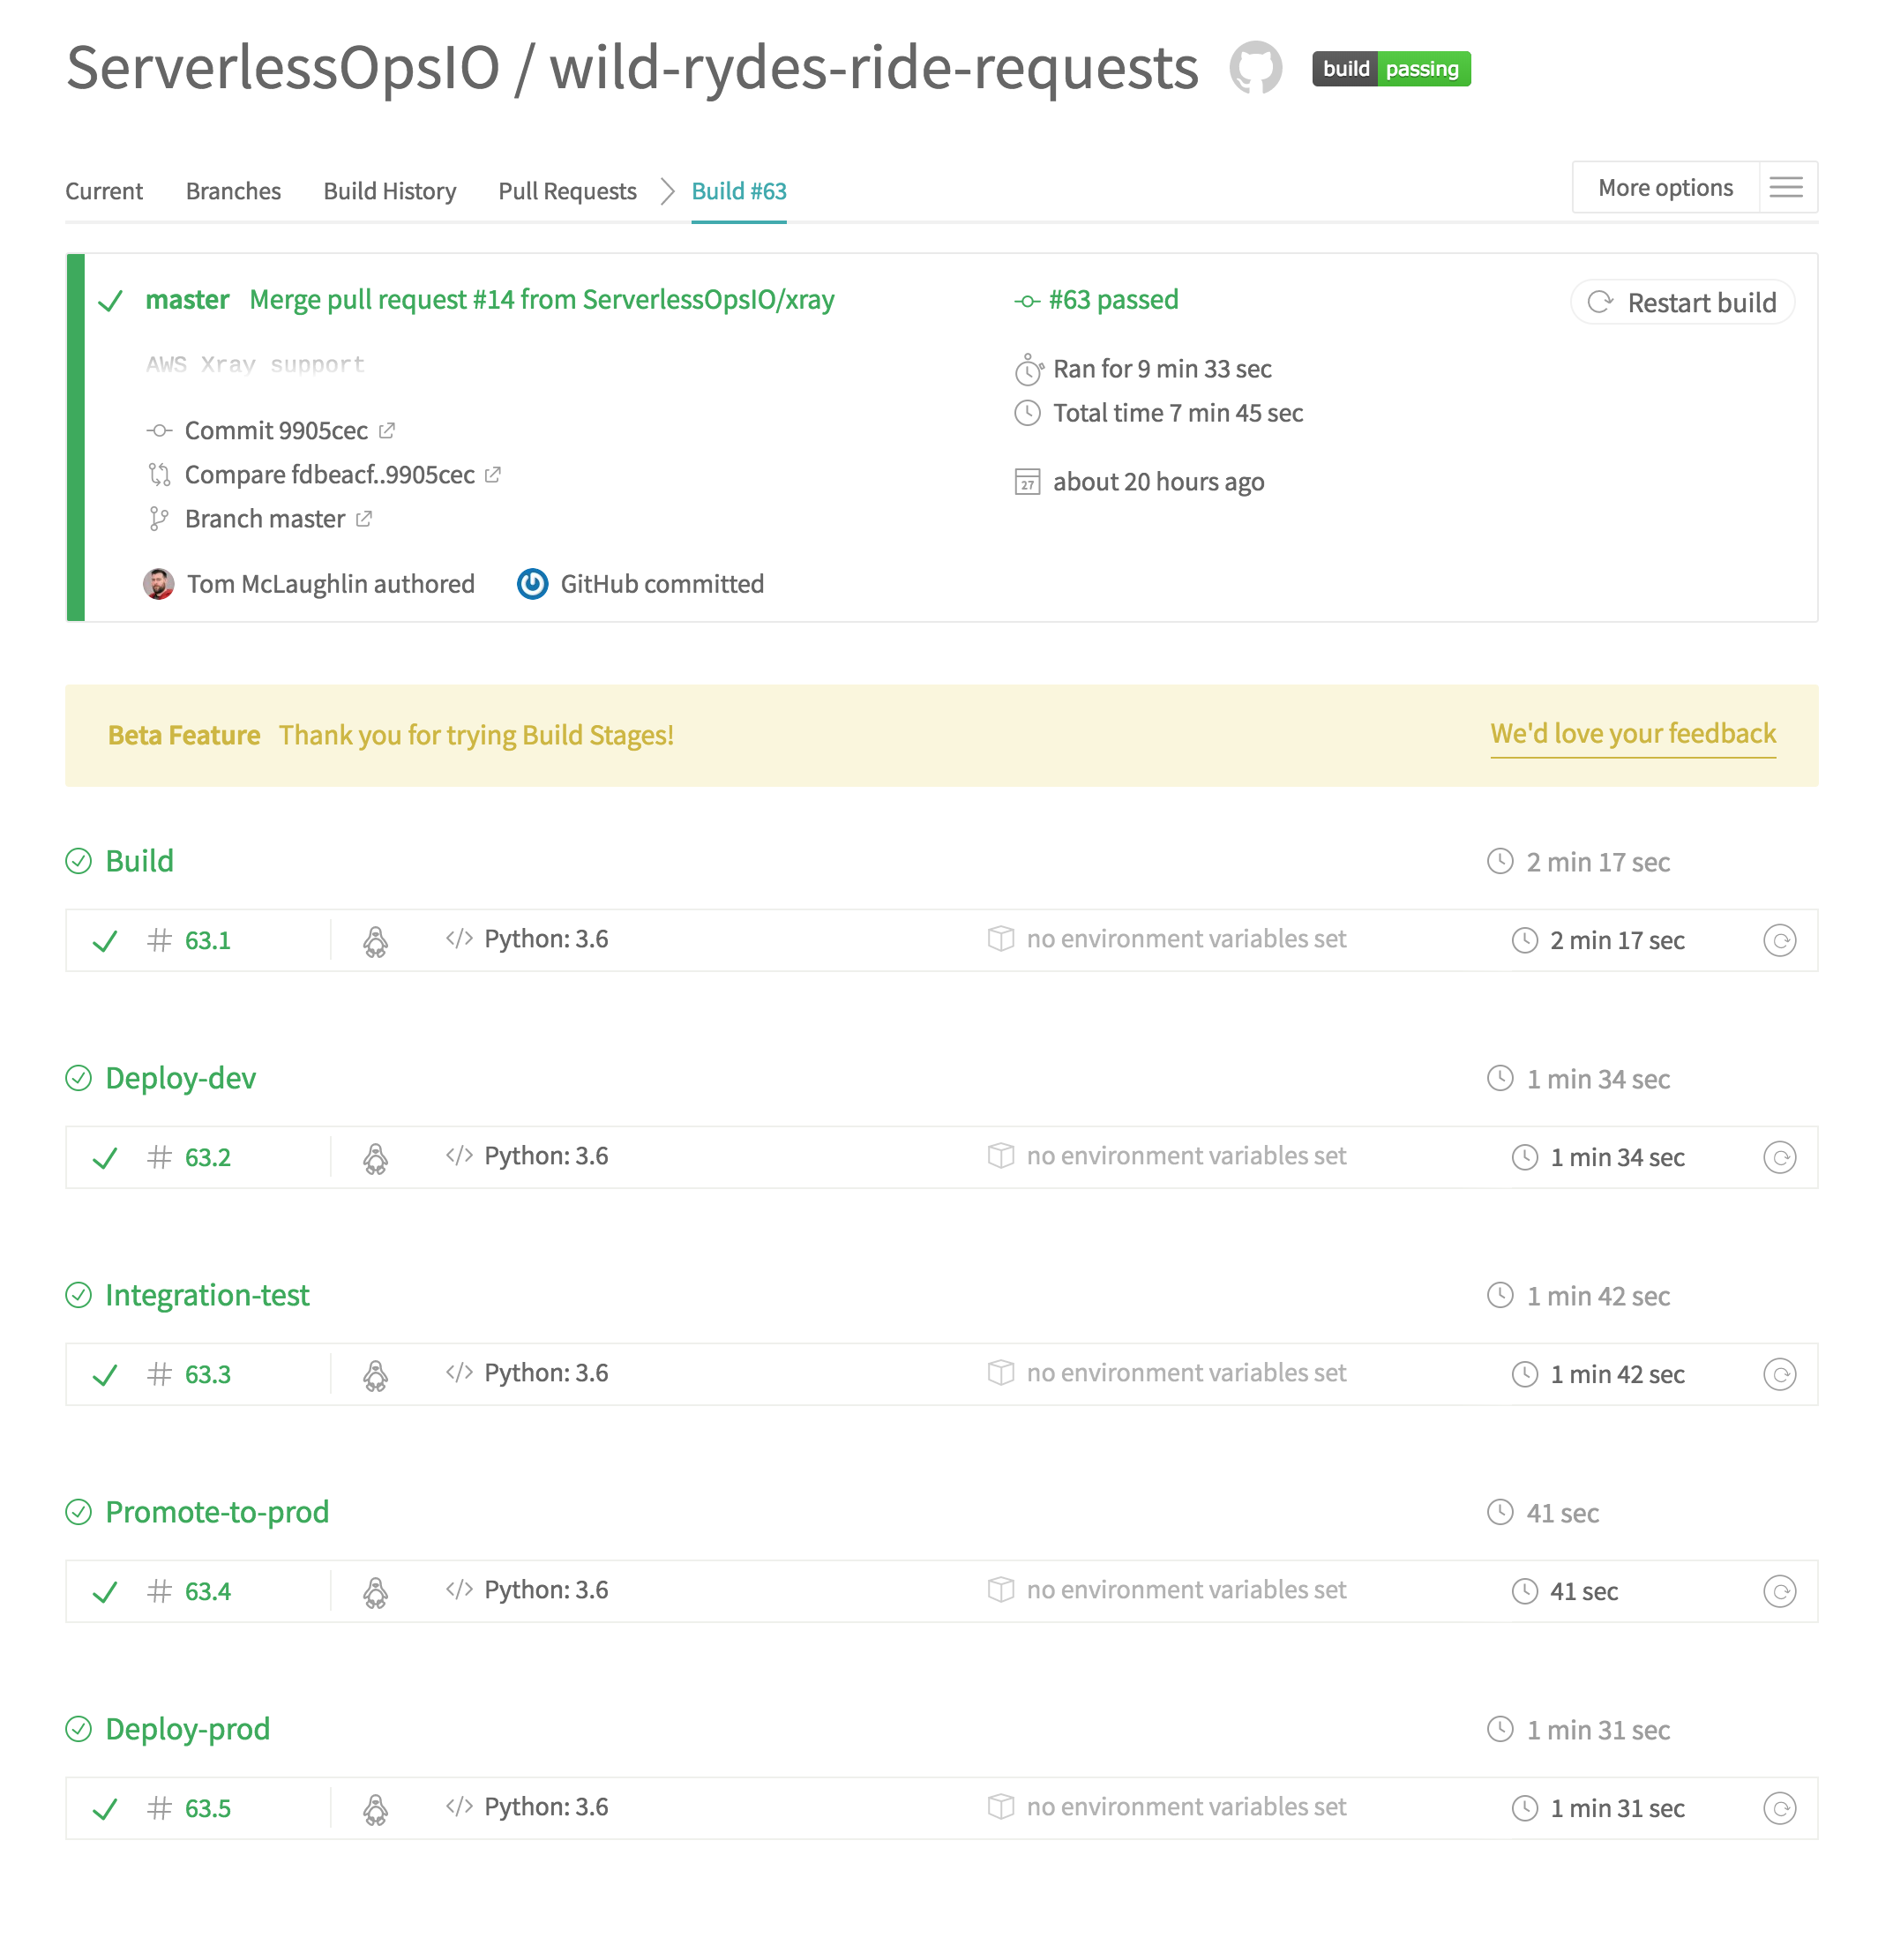 ServerlessOpsIO / wild-rydes-ride-requests build passing
Current Branches Build History Pull Requests Build #63 More options
master Merge pull request #14 from ServerlessOpsIO/xray #63 passed Restart build
AWS Xray support
Ran for 9 min 33 sec
Total time 7 min 45 sec
Commit 9905cec
Compare fdbeacf..9905cec
27 about 20 hours ago
Branch master
Tom McLaughlin authored GitHub committed
Beta Feature Thank you for trying Build Stages! We'd love your feedback
Build 2 min 17 sec
# 63.1 </> Python: 3.6 no environment variables set 2 min 17 sec
Deploy-dev 1 min 34 sec
# 63.2 </> Python: 3.6 no environment variables set 1 min 34 sec
Integration-test 1 min 42 sec
# 63.3 </> Python: 3.6 no environment variables set 1 min 42 sec
Promote-to-prod 41 sec
# 63.4 </> Python: 3.6 no environment variables set 41 sec
Deploy-prod 1 min 31 sec
# 63.5 </> Python: 3.6 no environment variables set 1 min 31 sec